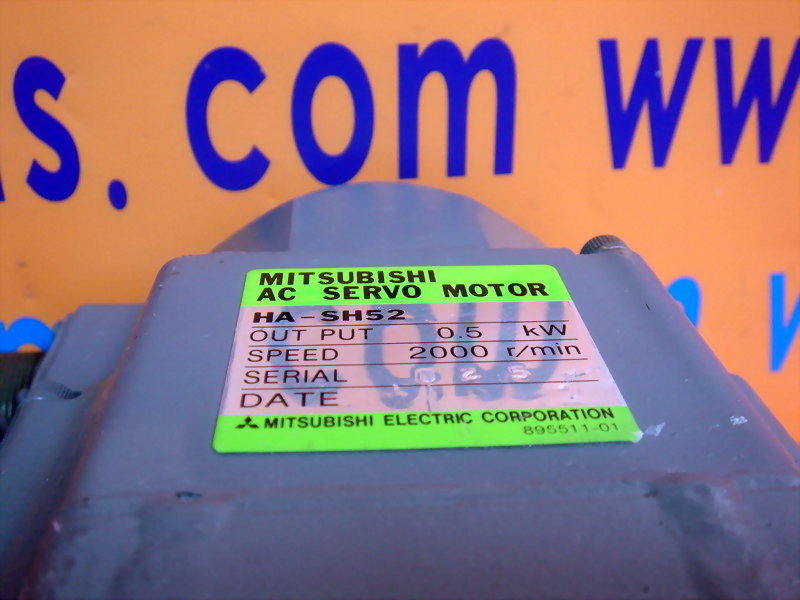 s.com ww
MITSUBISHI
AC SERVO MOTOR
HA-SH52
OUT PUT 0.5 kW
SPEED 2000 r/min
SERIAL
DATE
MITSUBISHI ELECTRIC CORPORATION
895511-01